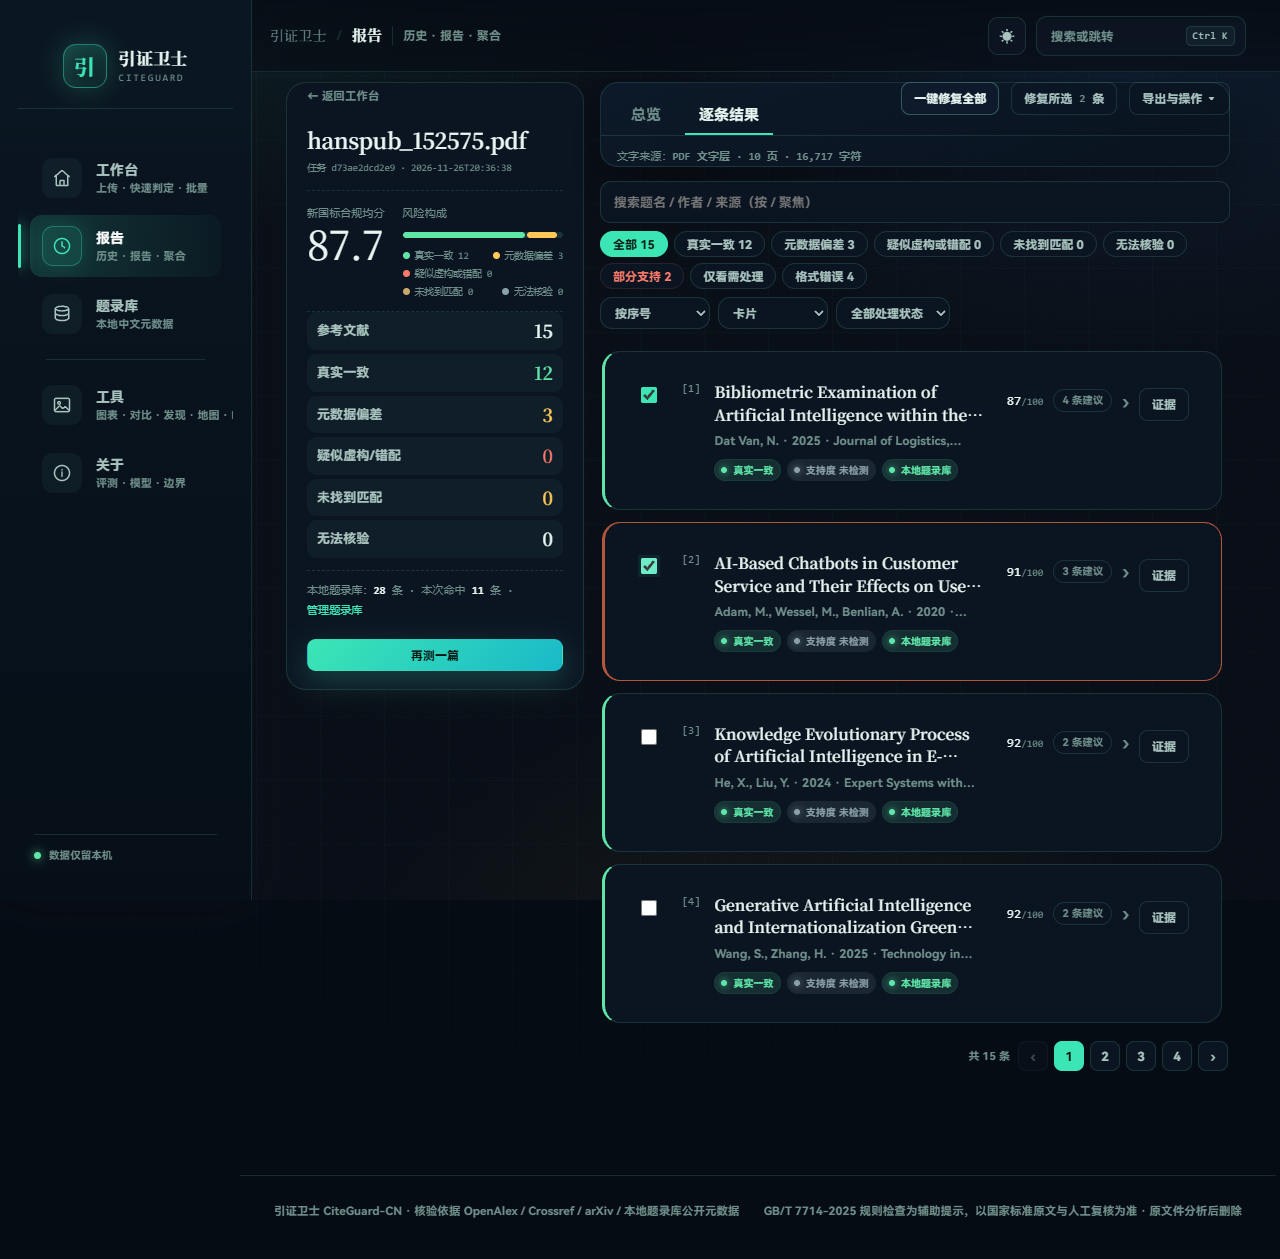 引 引证卫士
CITEGUARD
工作台
上传 · 快速判定 · 批量
报告
历史 · 报告 · 聚合
题录库
本地中文元数据
工具
图表 · 对比 · 发现 · 地图 ·
关于
评测 · 模型 · 边界
数据仅留本机
引证卫士 / 报告 历史 · 报告 · 聚合
搜索或跳转 Ctrl K
← 返回工作台
hanspub_152575.pdf
任务 d73ae2dcd2e9 · 2026-11-26T20:36:38
新国标合规均分
87.7
风险构成
真实一致 12 元数据偏差 3
疑似虚构或错配 0
未找到匹配 0 无法核验 0
参考文献 15
真实一致 12
元数据偏差 3
疑似虚构/错配 0
未找到匹配 0
无法核验 0
本地题录库: 28 条 · 本次命中 11 条 ·
管理题录库
再测一篇
总览 逐条结果
一键修复全部 修复所选 2 条 导出与操作
文字来源: PDF 文字层 · 10 页 · 16,717 字符
搜索题名 / 作者 / 来源（按 / 聚焦）
全部 15 真实一致 12 元数据偏差 3 疑似虚构或错配 0 未找到匹配 0 无法核验 0
部分支持 2 仅看需处理 格式错误 4
按序号 卡片 全部处理状态
[1] Bibliometric Examination of
Artificial Intelligence within the…
Dat Van, N. · 2025 · Journal of Logistics,…
真实一致 支持度 未检测 本地题录库
87/100 4 条建议 › 证据
[2] AI-Based Chatbots in Customer
Service and Their Effects on Use…
Adam, M., Wessel, M., Benlian, A. · 2020 ·…
真实一致 支持度 未检测 本地题录库
91/100 3 条建议 › 证据
[3] Knowledge Evolutionary Process
of Artificial Intelligence in E-…
He, X., Liu, Y. · 2024 · Expert Systems with…
真实一致 支持度 未检测 本地题录库
92/100 2 条建议 › 证据
[4] Generative Artificial Intelligence
and Internationalization Green…
Wang, S., Zhang, H. · 2025 · Technology in…
真实一致 支持度 未检测 本地题录库
92/100 2 条建议 › 证据
共 15 条 ‹ 1 2 3 4 ›
引证卫士 CiteGuard-CN · 核验依据 OpenAlex / Crossref / arXiv / 本地题录库公开元数据 GB/T 7714-2025 规则检查为辅助提示，以国家标准原文与人工复核为准 · 原文件分析后删除